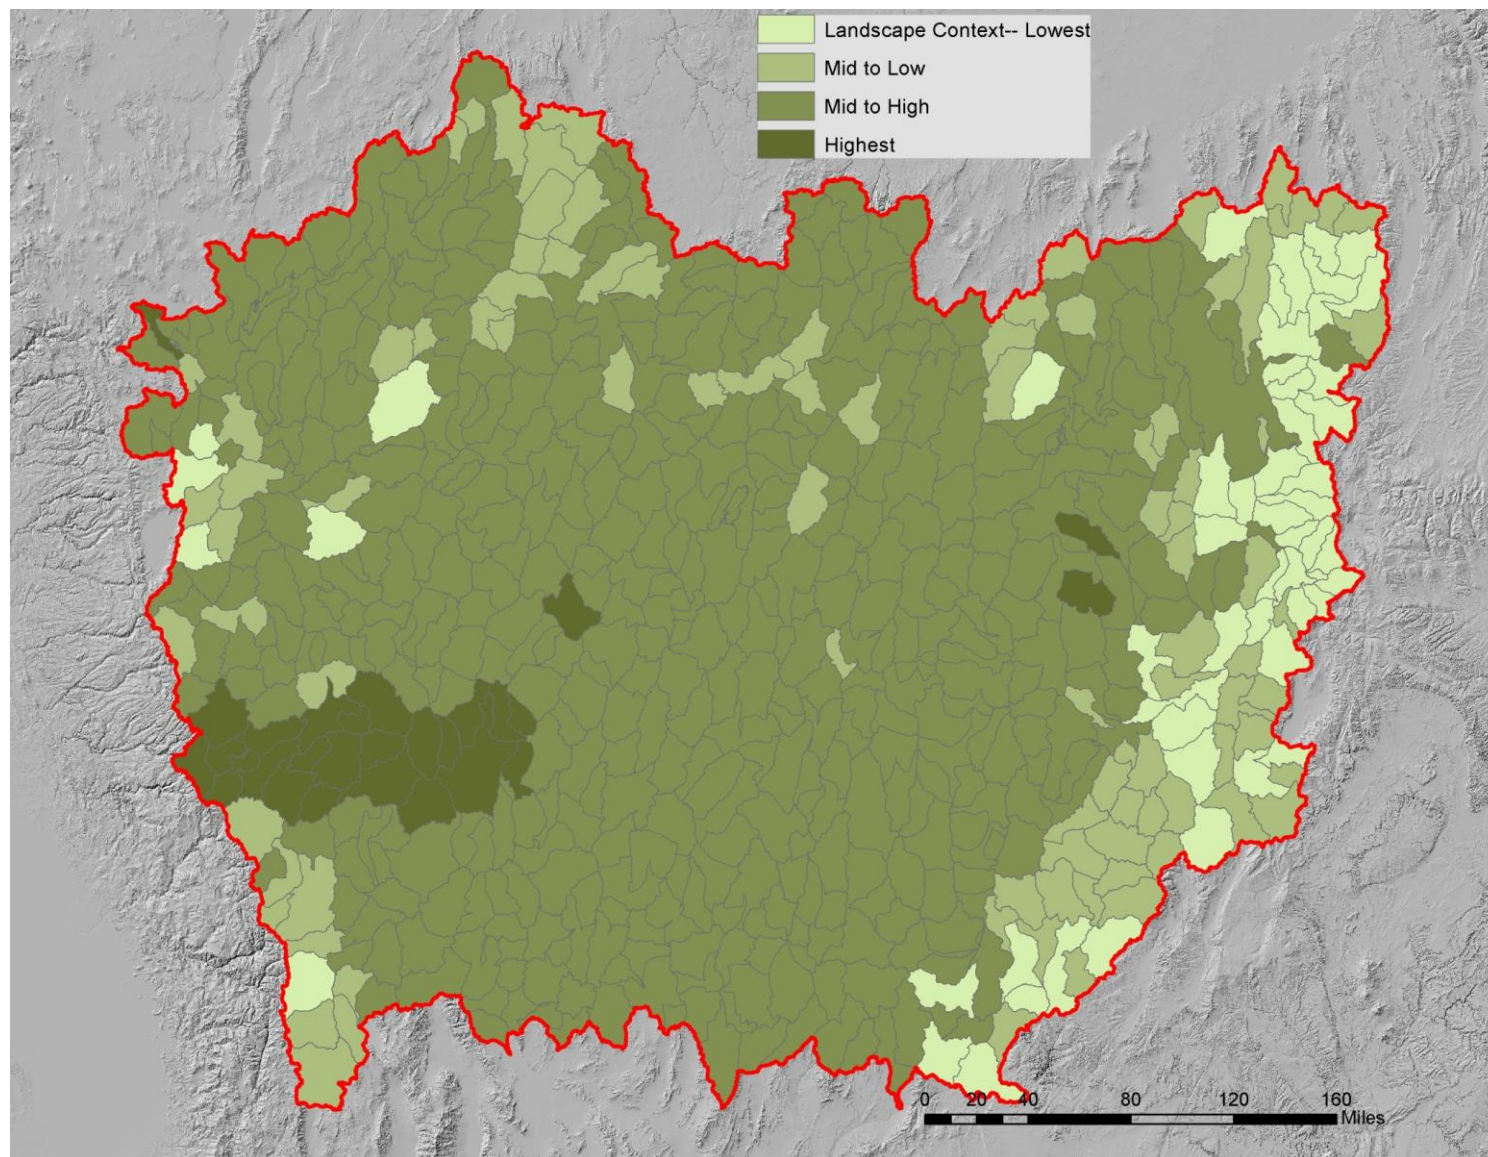 Landscape Context-- Lowest
Mid to Low
Mid to High
Highest
0 20 40 80 120 160
Miles